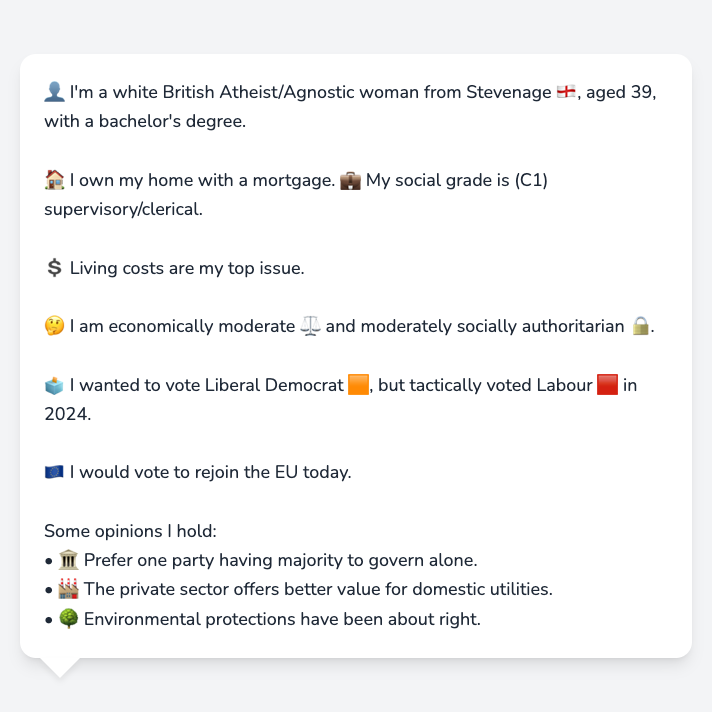 👤 I'm a white British Atheist/Agnostic woman from Stevenage 🏴󠁧󠁢󠁥󠁮󠁧󠁿, aged 39,
with a bachelor's degree.
🏠 I own my home with a mortgage. 💼 My social grade is (C1)
supervisory/clerical.
💲 Living costs are my top issue.
🤔 I am economically moderate ⚖️ and moderately socially authoritarian 🔒.
🗳️ I wanted to vote Liberal Democrat 🟧, but tactically voted Labour 🟥 in
2024.
🇪🇺 I would vote to rejoin the EU today.
Some opinions I hold:
• 🏛️ Prefer one party having majority to govern alone.
• 🏭 The private sector offers better value for domestic utilities.
• 🌳 Environmental protections have been about right.